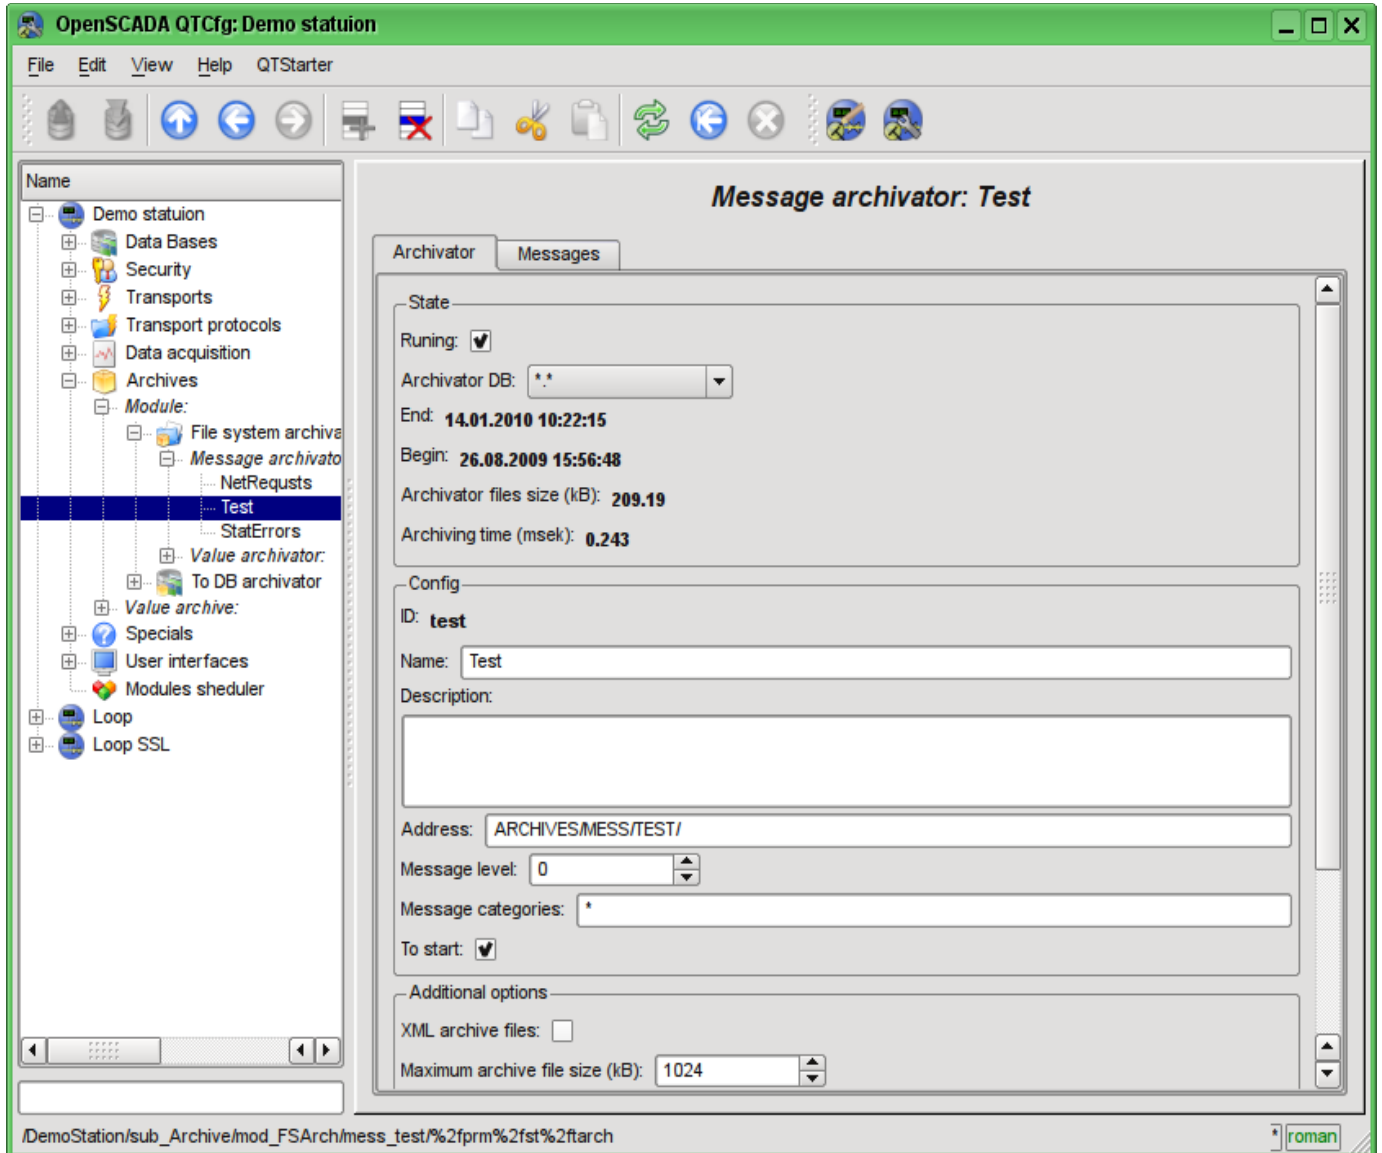 OpenSCADA QTCfg: Demo statuion
File Edit View Help QTStarter
Name
Demo statuion
Data Bases
Security
Transports
Transport protocols
Data acquisition
Archives
Module:
File system archiva
Message archivato
NetRequsts
Test
StatErrors
Value archivator:
To DB archivator
Value archive:
Specials
User interfaces
Modules sheduler
Loop
Loop SSL
Message archivator: Test
Archivator Messages
State
Runing:
Archivator DB: *.*
End: 14.01.2010 10:22:15
Begin: 26.08.2009 15:56:48
Archivator files size (kB): 209.19
Archiving time (msek): 0.243
Config
ID: test
Name: Test
Description:
Address: ARCHIVES/MESS/TEST/
Message level: 0
Message categories: *
To start:
Additional options
XML archive files:
Maximum archive file size (kB): 1024
/DemoStation/sub_Archive/mod_FSArch/mess_test/%2fprm%2fst%2ftarch
* roman